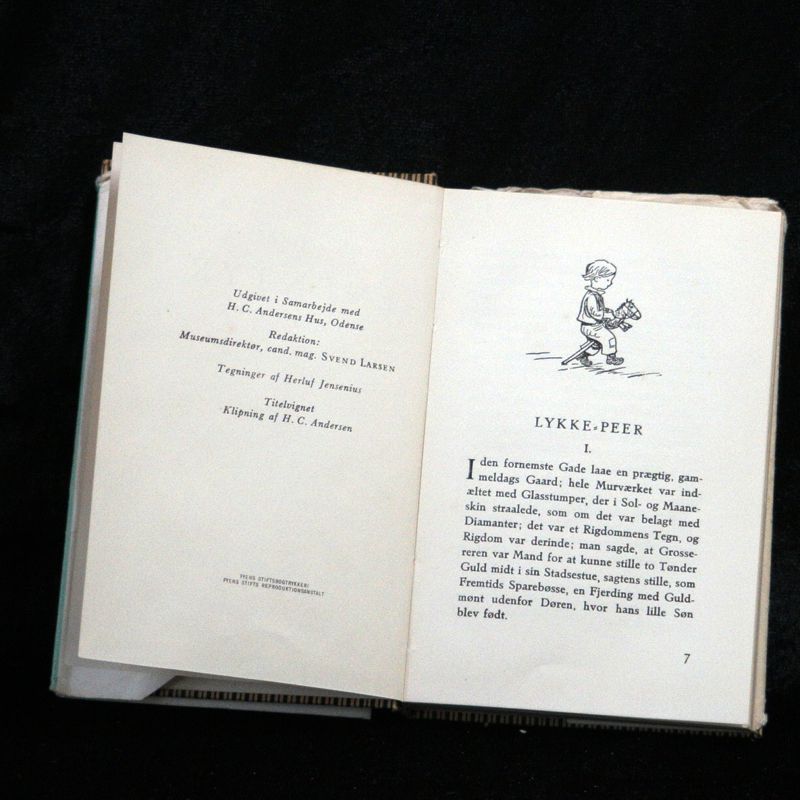 Udgivet i Samarbejde med
H. C. Andersens Hus, Odense
Redaktion:
Museumsdirektør, cand. mag. SVEND LARSEN
Tegninger af Herluf Jensenius
Titelvignet
Klipning af H. C. Andersen
FYENS STIFTSBOGTRYKKERI
FYENS STIFTS REPRODUKTIONSANSTALT
LYKKE-PEER
I.
I den fornemste Gade laae en prægtig, gam-
meldags Gaard; hele Murværket var ind-
æltet med Glasstumper, der i Sol- og Maane-
skin straalede, som om det var belagt med
Diamanter; det var et Rigdommens Tegn, og
Rigdom var derinde; man sagde, at Grosse-
reren var Mand for at kunne stille to Tønder
Guld midt i sin Stadsestue, sagtens stille, som
Fremtids Sparebøsse, en Fjerding med Guld-
mønt udenfor Døren, hvor hans lille Søn
blev født.
7